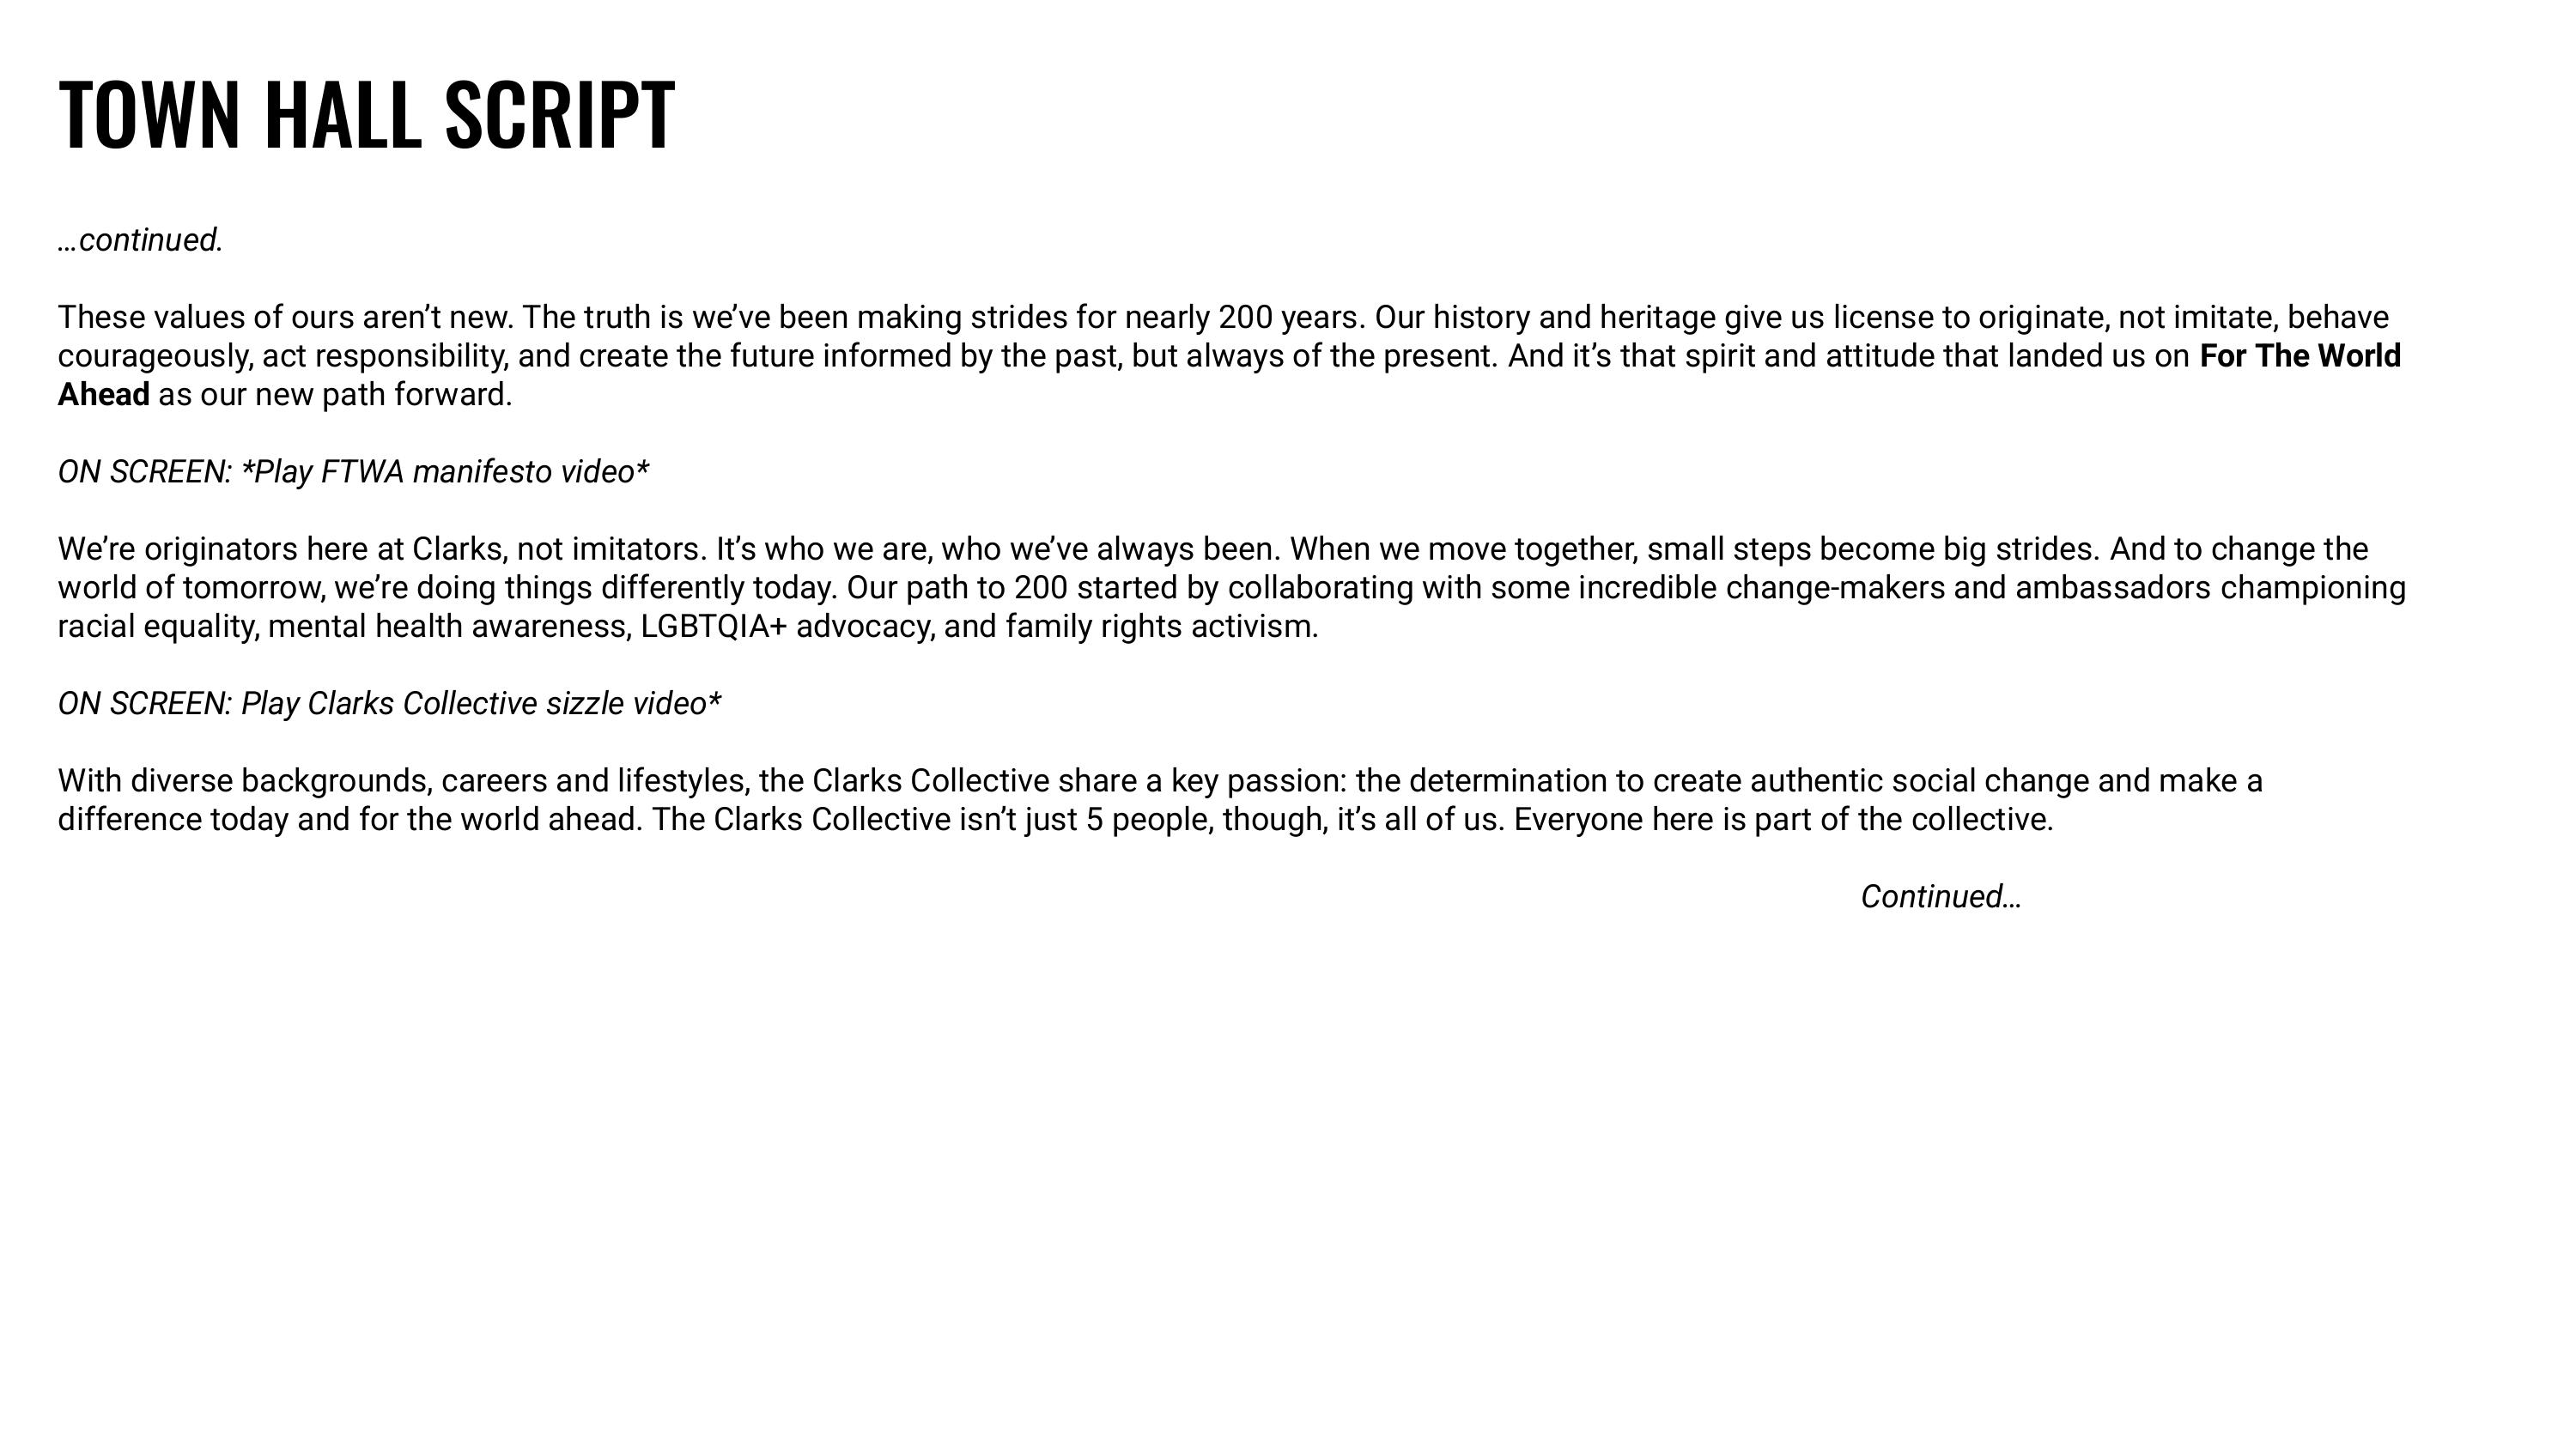 TOWN HALL SCRIPT
…continued.
These values of ours aren’t new. The truth is we’ve been making strides for nearly 200 years. Our history and heritage give us license to originate, not imitate, behave
courageously, act responsibility, and create the future informed by the past, but always of the present. And it’s that spirit and attitude that landed us on For The World
Ahead as our new path forward.
ON SCREEN: *Play FTWA manifesto video*
We’re originators here at Clarks, not imitators. It’s who we are, who we’ve always been. When we move together, small steps become big strides. And to change the
world of tomorrow, we’re doing things differently today. Our path to 200 started by collaborating with some incredible change-makers and ambassadors championing
racial equality, mental health awareness, LGBTQIA+ advocacy, and family rights activism.
ON SCREEN: Play Clarks Collective sizzle video*
With diverse backgrounds, careers and lifestyles, the Clarks Collective share a key passion: the determination to create authentic social change and make a
difference today and for the world ahead. The Clarks Collective isn’t just 5 people, though, it’s all of us. Everyone here is part of the collective.
Continued…